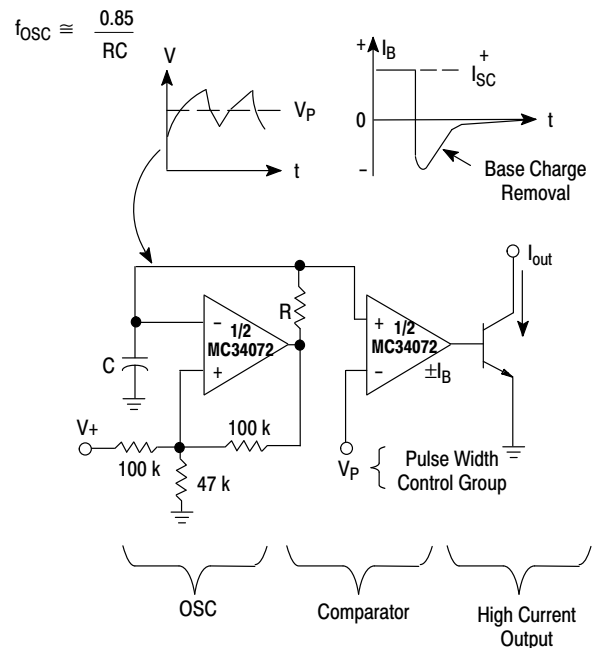 fOSC ≅ 0.85
RC
V
VP
t
+ IB
+
ISC
0
t
–
Base Charge
Removal
Iout
R
–
1/2
MC34072
+
C
+
1/2
MC34072
–
±IB
V+
100 k
100 k
47 k
VP
Pulse Width
Control Group
OSC
Comparator
High Current
Output